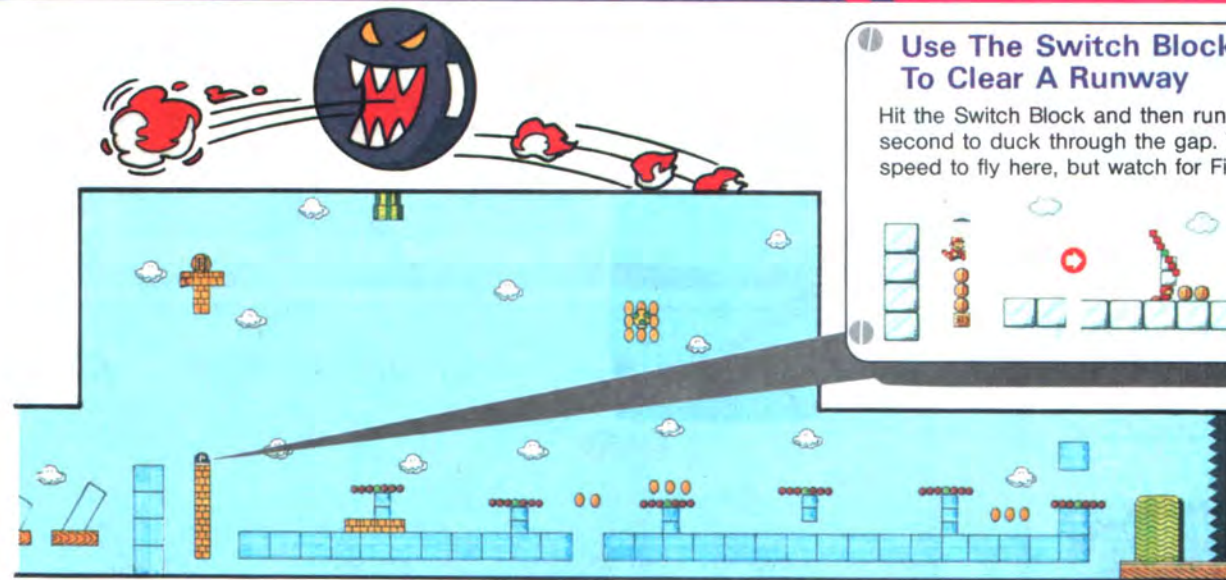 Use The Switch Block
To Clear A Runway
Hit the Switch Block and then run
second to duck through the gap.
speed to fly here, but watch for Fi